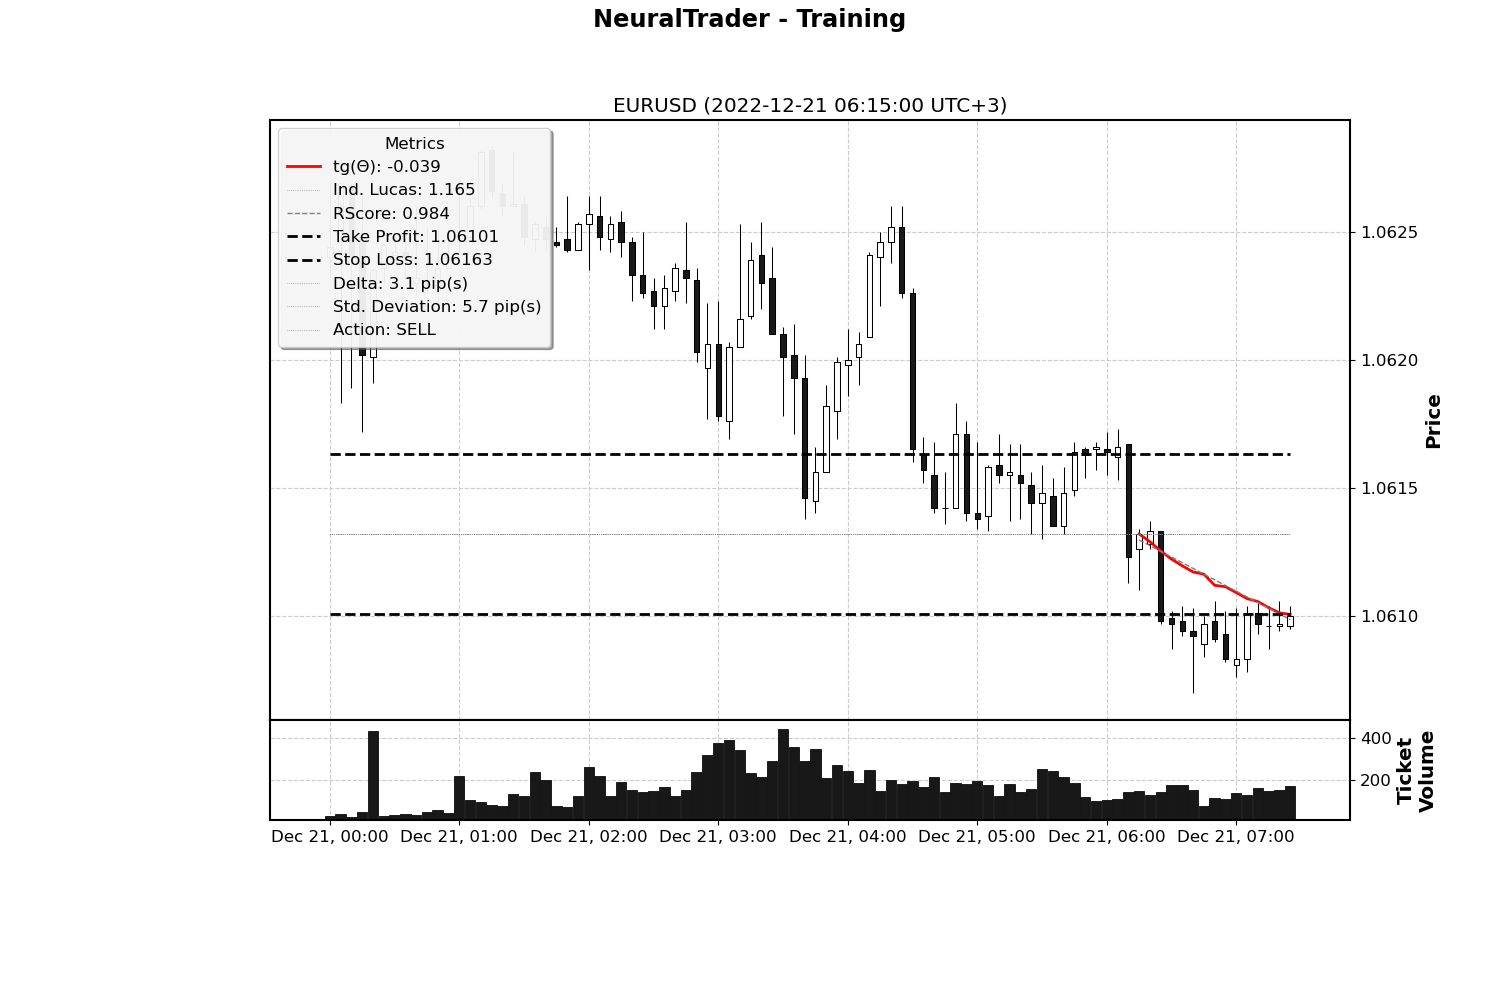 NeuralTrader - Training
EURUSD (2022-12-21 06:15:00 UTC+3)
Metrics
tg(Θ): -0.039
Ind. Lucas: 1.165
RScore: 0.984
Take Profit: 1.06101
Stop Loss: 1.06163
Delta: 3.1 pip(s)
Std. Deviation: 5.7 pip(s)
Action: SELL
1.0625
1.0620
1.0615
1.0610
Price
400
200
Ticket
Volume
Dec 21, 00:00
Dec 21, 01:00
Dec 21, 02:00
Dec 21, 03:00
Dec 21, 04:00
Dec 21, 05:00
Dec 21, 06:00
Dec 21, 07:00